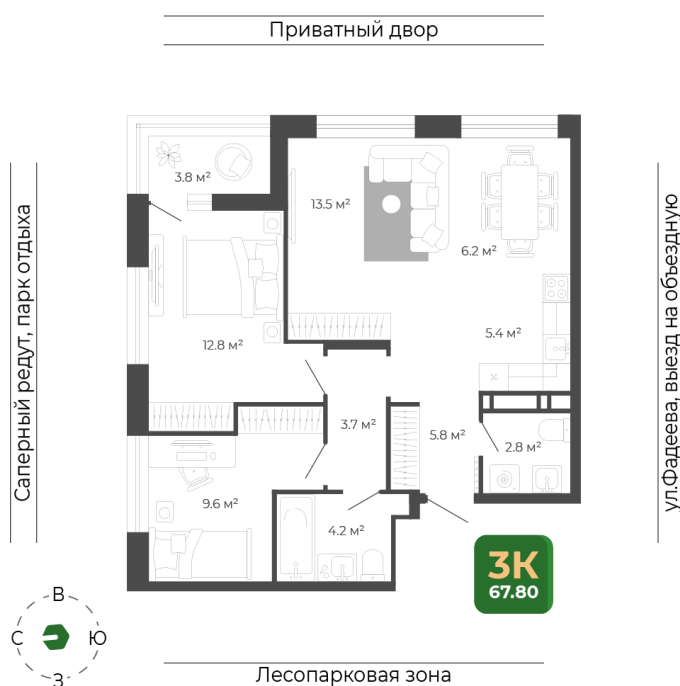 Приватный двор
Саперный редут, парк отдыха
ул.Фадеева, выезд на объездную
3.8 м²
13.5 м²
6.2 м²
12.8 м²
5.4 м²
3.7 м²
5.8 м²
2.8 м²
9.6 м²
4.2 м²
3К
67.80
В
С
Ю
З
Лесопарковая зона